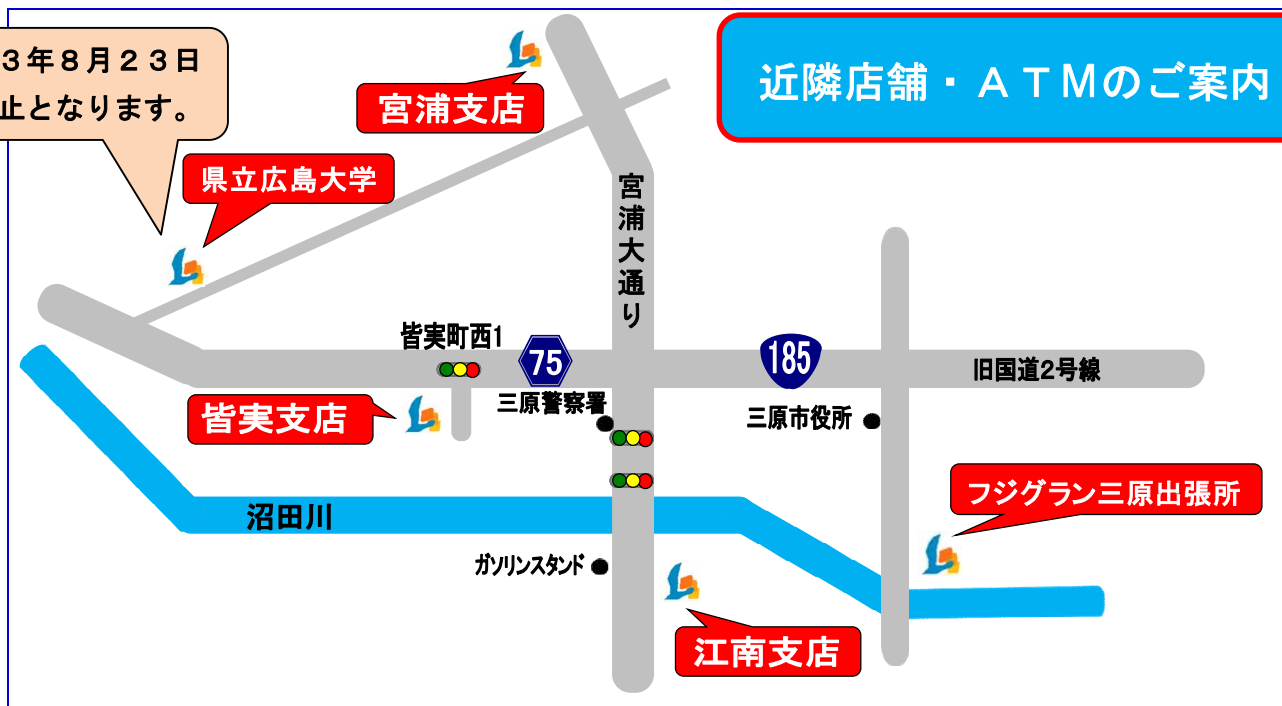 ３年８月２３日
止となります。
近隣店舗・ＡＴＭのご案内
宮浦支店
県立広島大学
宮浦大通り
皆実町西1
75
185
旧国道2号線
三原警察署
三原市役所
皆実支店
フジグラン三原出張所
沼田川
ガソリンスタンド
江南支店